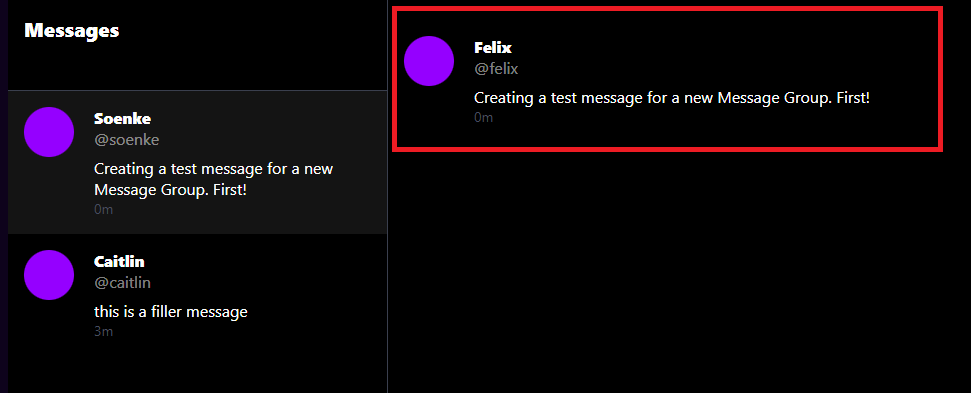 Messages
Soenke
@soenke
Creating a test message for a new
Message Group. First!
0m
Caitlin
@caitlin
this is a filler message
3m
Felix
@felix
Creating a test message for a new Message Group. First!
0m